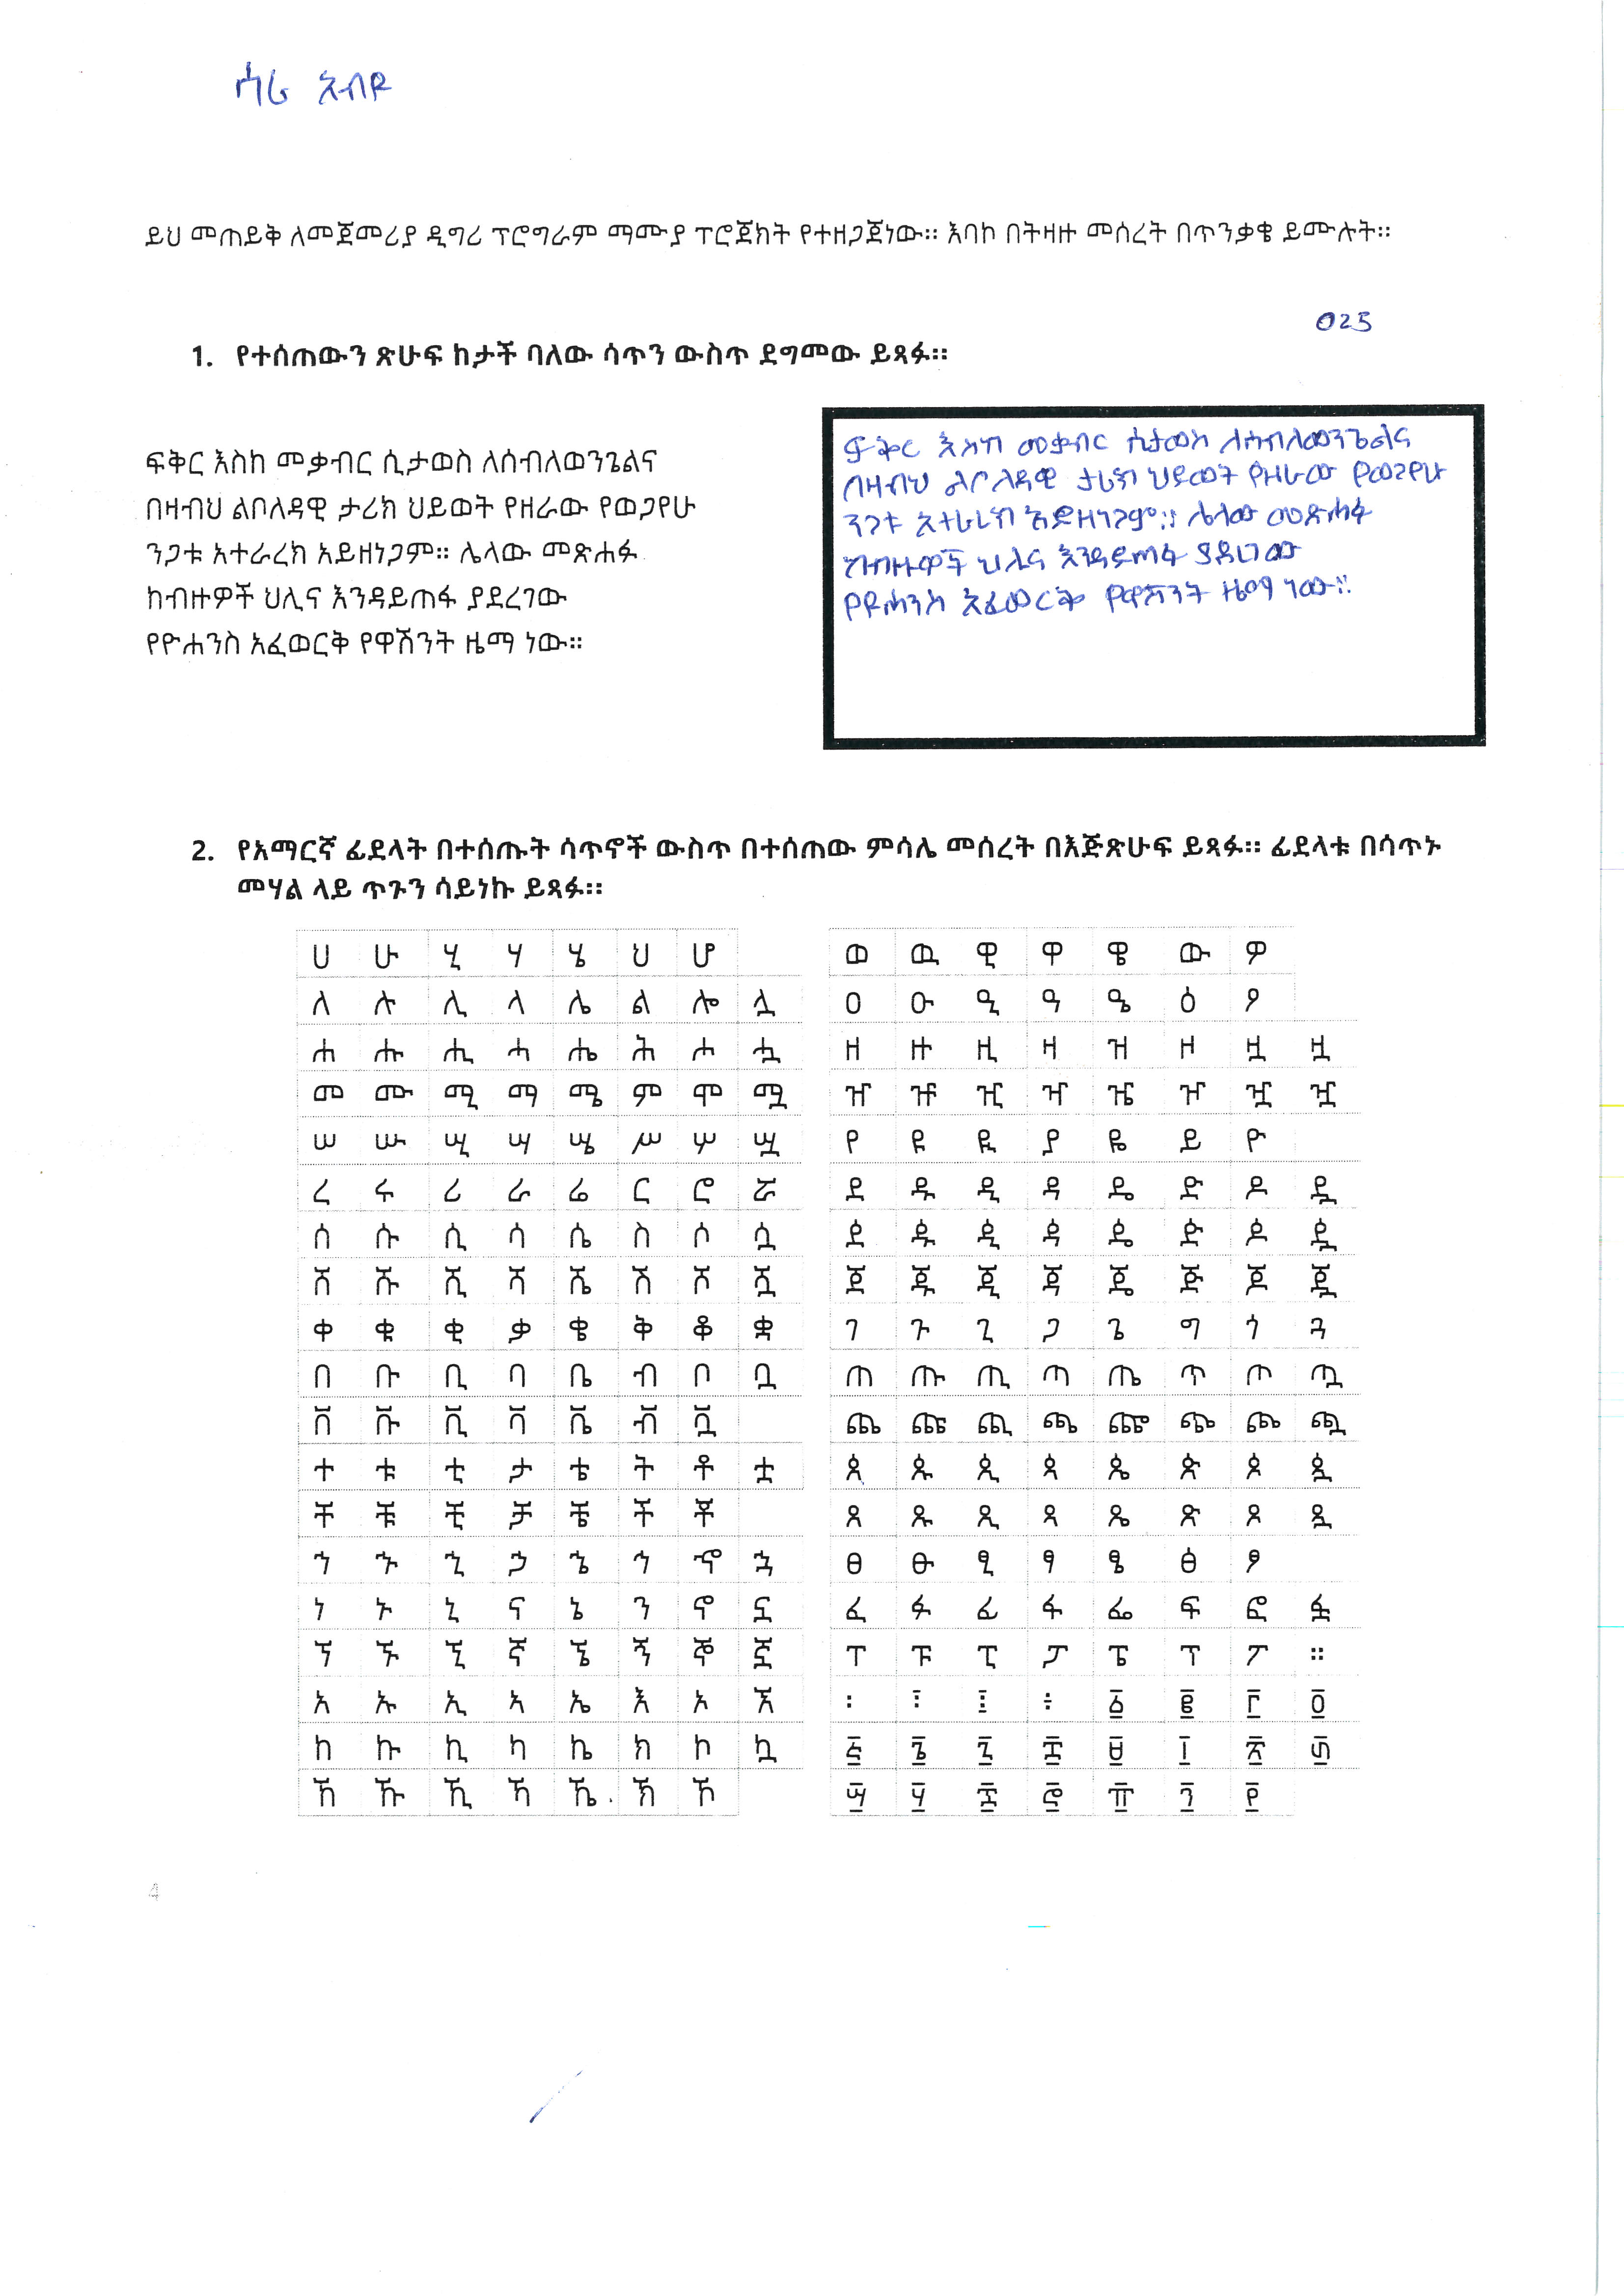 ሳራ አብዩ
ይህ መጠይቅ ለመጀመሪያ ዲግሪ ፕሮግራም ማሙያ ፕሮጀክት የተዘጋጀነው። እባኮ በትዛዙ መሰረት በጥንቃቄ ይሙሉት።
025
1. የተሰጠውን ጽሁፍ ከታች ባለው ሳጥን ውስጥ ደግመው ይጻፉ።
ፍቅር እስከ መቃብር ሲታወስ ለሰብለወንጌልና
በዛብህ ልቦለዳዊ ታሪክ ህይወት የዘራው የወጋየሁ
ንጋቱ አተራረክ አይዘነጋም። ሌላው መጽሐፉ
ከብዙዎች ህሊና እንዳይጠፋ ያደረገው
የዮሐንስ አፈወርቅ የዋሽንት ዜማ ነው።
ፍቅር እስከ መቃብር ሲታወስ ለሰብለወንጌልና
በዛብህ ልቦለዳዊ ታሪክ ህይወት የዘራው የወጋየሁ
ንጋቱ አተራረክ አይዘነጋም። ሌላው መጽሐፉ
ከብዙዎች ህሊና እንዳይጠፋ ያደረገው
የዮሐንስ አፈወርቅ የዋሽንት ዜማ ነው።
2. የአማርኛ ፊደላት በተሰጡት ሳጥኖች ውስጥ በተሰጠው ምሳሌ መሰረት በእጅጽሁፍ ይጻፉ። ፊደላቱ በሳጥኑ
መሃል ላይ ጥጉን ሳይነኩ ይጻፉ።
ሀ ሁ ሂ ሃ ሄ ህ ሆ ወ ዉ ዊ ዋ ዌ ው ዎ
ለ ሉ ሊ ላ ሌ ል ሎ ሏ ዐ ዑ ዒ ዓ ዔ ዕ ዖ
ሐ ሑ ሒ ሓ ሔ ሕ ሖ ሗ ዘ ዙ ዚ ዛ ዝ ዞ ዟ ዟ
መ ሙ ሚ ማ ሜ ም ሞ ሟ ዠ ዡ ዢ ዣ ዤ ዦ ዧ ዧ
ሠ ሡ ሢ ሣ ሤ ሥ ሦ ሧ የ ዩ ዪ ያ ዬ ይ ዮ
ረ ሩ ሪ ራ ሬ ር ሮ ሯ ደ ዱ ዲ ዳ ዴ ድ ዶ ዷ
ሰ ሱ ሲ ሳ ሴ ስ ሶ ሷ ዸ ዹ ዺ ዻ ዼ ዽ ዾ ዿ
ሸ ሹ ሺ ሻ ሼ ሽ ሾ ሿ ጀ ጁ ጂ ጃ ጄ ጅ ጆ ጇ
ቀ ቁ ቂ ቃ ቄ ቅ ቆ ቋ ገ ጉ ጊ ጋ ጌ ግ ጎ ጓ
በ ቡ ቢ ባ ቤ ብ ቦ ቧ ጠ ጡ ጢ ጣ ጤ ጥ ጦ ጧ
ቨ ቩ ቪ ቫ ቬ ቭ ቯ ጨ ጩ ጪ ጫ ጬ ጭ ጮ ጯ
ተ ቱ ቲ ታ ቴ ት ቶ ቷ ጰ ጱ ጲ ጳ ጴ ጵ ጶ ጷ
ቸ ቹ ቺ ቻ ቼ ች ቾ ጸ ጹ ጺ ጻ ጼ ጽ ጾ ጿ
ኀ ኁ ኂ ኃ ኄ ኅ ኆ ኋ ፀ ፁ ፂ ፃ ፄ ፅ ፆ
ነ ኑ ኒ ና ኔ ን ኖ ኗ ፈ ፉ ፊ ፋ ፌ ፍ ፎ ፏ
ኘ ኙ ኚ ኛ ኜ ኝ ኞ ኟ ፐ ፑ ፒ ፓ ፔ ፕ ፖ ።
አ ኡ ኢ ኣ ኤ እ ኦ ኧ ፡ ፤ ፥ ፩ ፪ ፫ ፬
ከ ኩ ኪ ካ ኬ ክ ኮ ኳ ፭ ፮ ፯ ፰ ፱ ፲ ፳ ፴
ኸ ኹ ኺ ኻ ኼ ኽ ኾ ፵ ፶ ፷ ፸ ፹ ፺ ፻
4